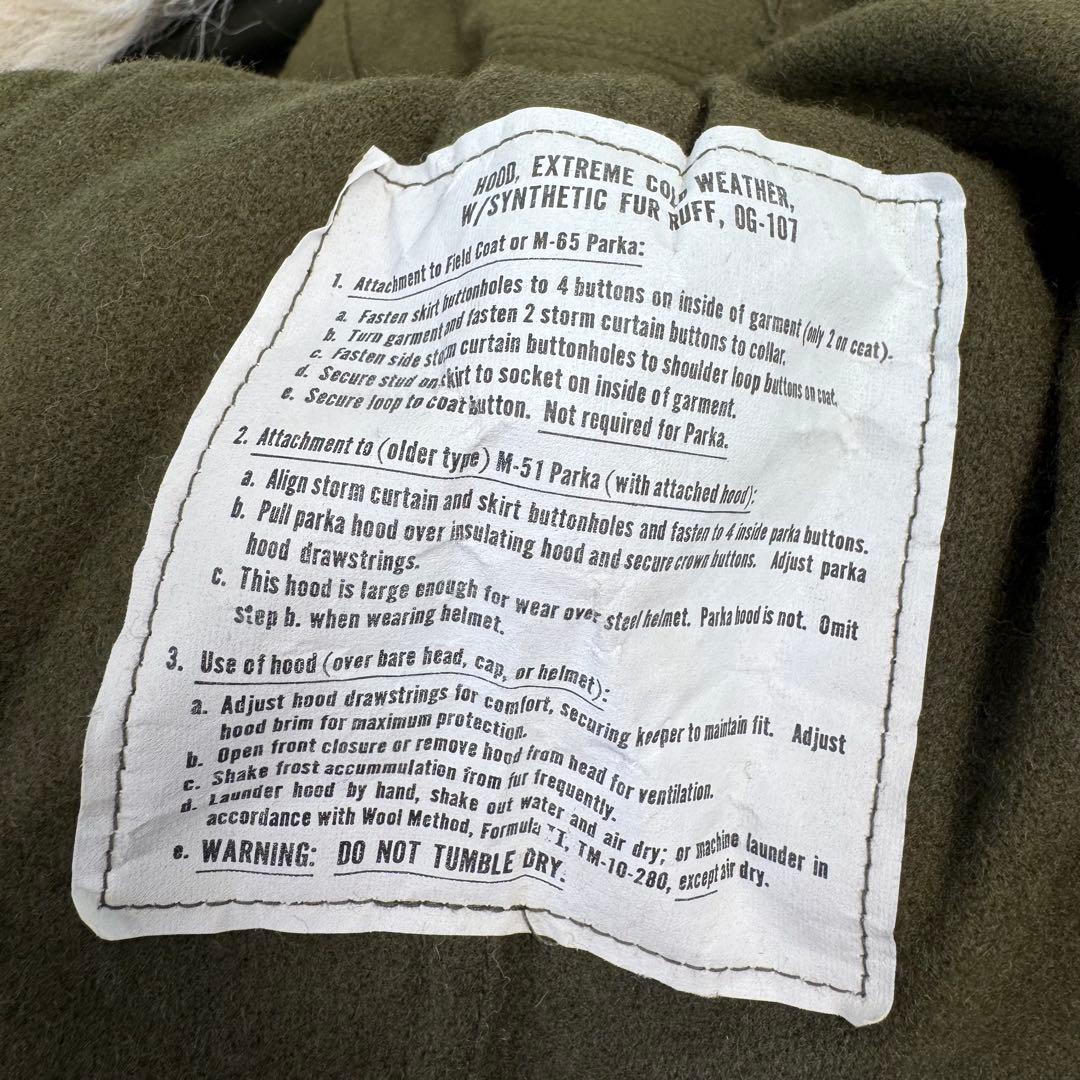 HOOD, EXTREME COLD WEATHER,
W/SYNTHETIC FUR RUFF, OG-107
1. Attachment to Field Coat or M-65 Parka:
a. Fasten skirt buttonholes to 4 buttons on inside of garment (only 2 on coat).
b. Turn garment and fasten 2 storm curtain buttons to collar.
c. Fasten side storm curtain buttonholes to shoulder loop buttons on coat.
d. Secure stud on skirt to socket on inside of garment.
e. Secure loop to coat button. Not required for Parka.
2. Attachment to (older type) M-51 Parka (with attached hood):
a. Align storm curtain and skirt buttonholes and fasten to 4 inside parka buttons.
b. Pull parka hood over insulating hood and secure crown buttons. Adjust parka
hood drawstrings.
c. This hood is large enough for wear over steel helmet. Parka hood is not. Omit
Step b. when wearing helmet.
3. Use of hood (over bare head, cap, or helmet):
a. Adjust hood drawstrings for comfort, securing keeper to maintain fit. Adjust
hood brim for maximum protection.
b. Open front closure or remove hood from head for ventilation.
c. Shake frost accummulation from fur frequently.
d. Launder hood by hand, shake out water and air dry; or machine launder in
accordance with Wool Method, Formula II, TM-10-280, except air dry.
e. WARNING: DO NOT TUMBLE DRY.